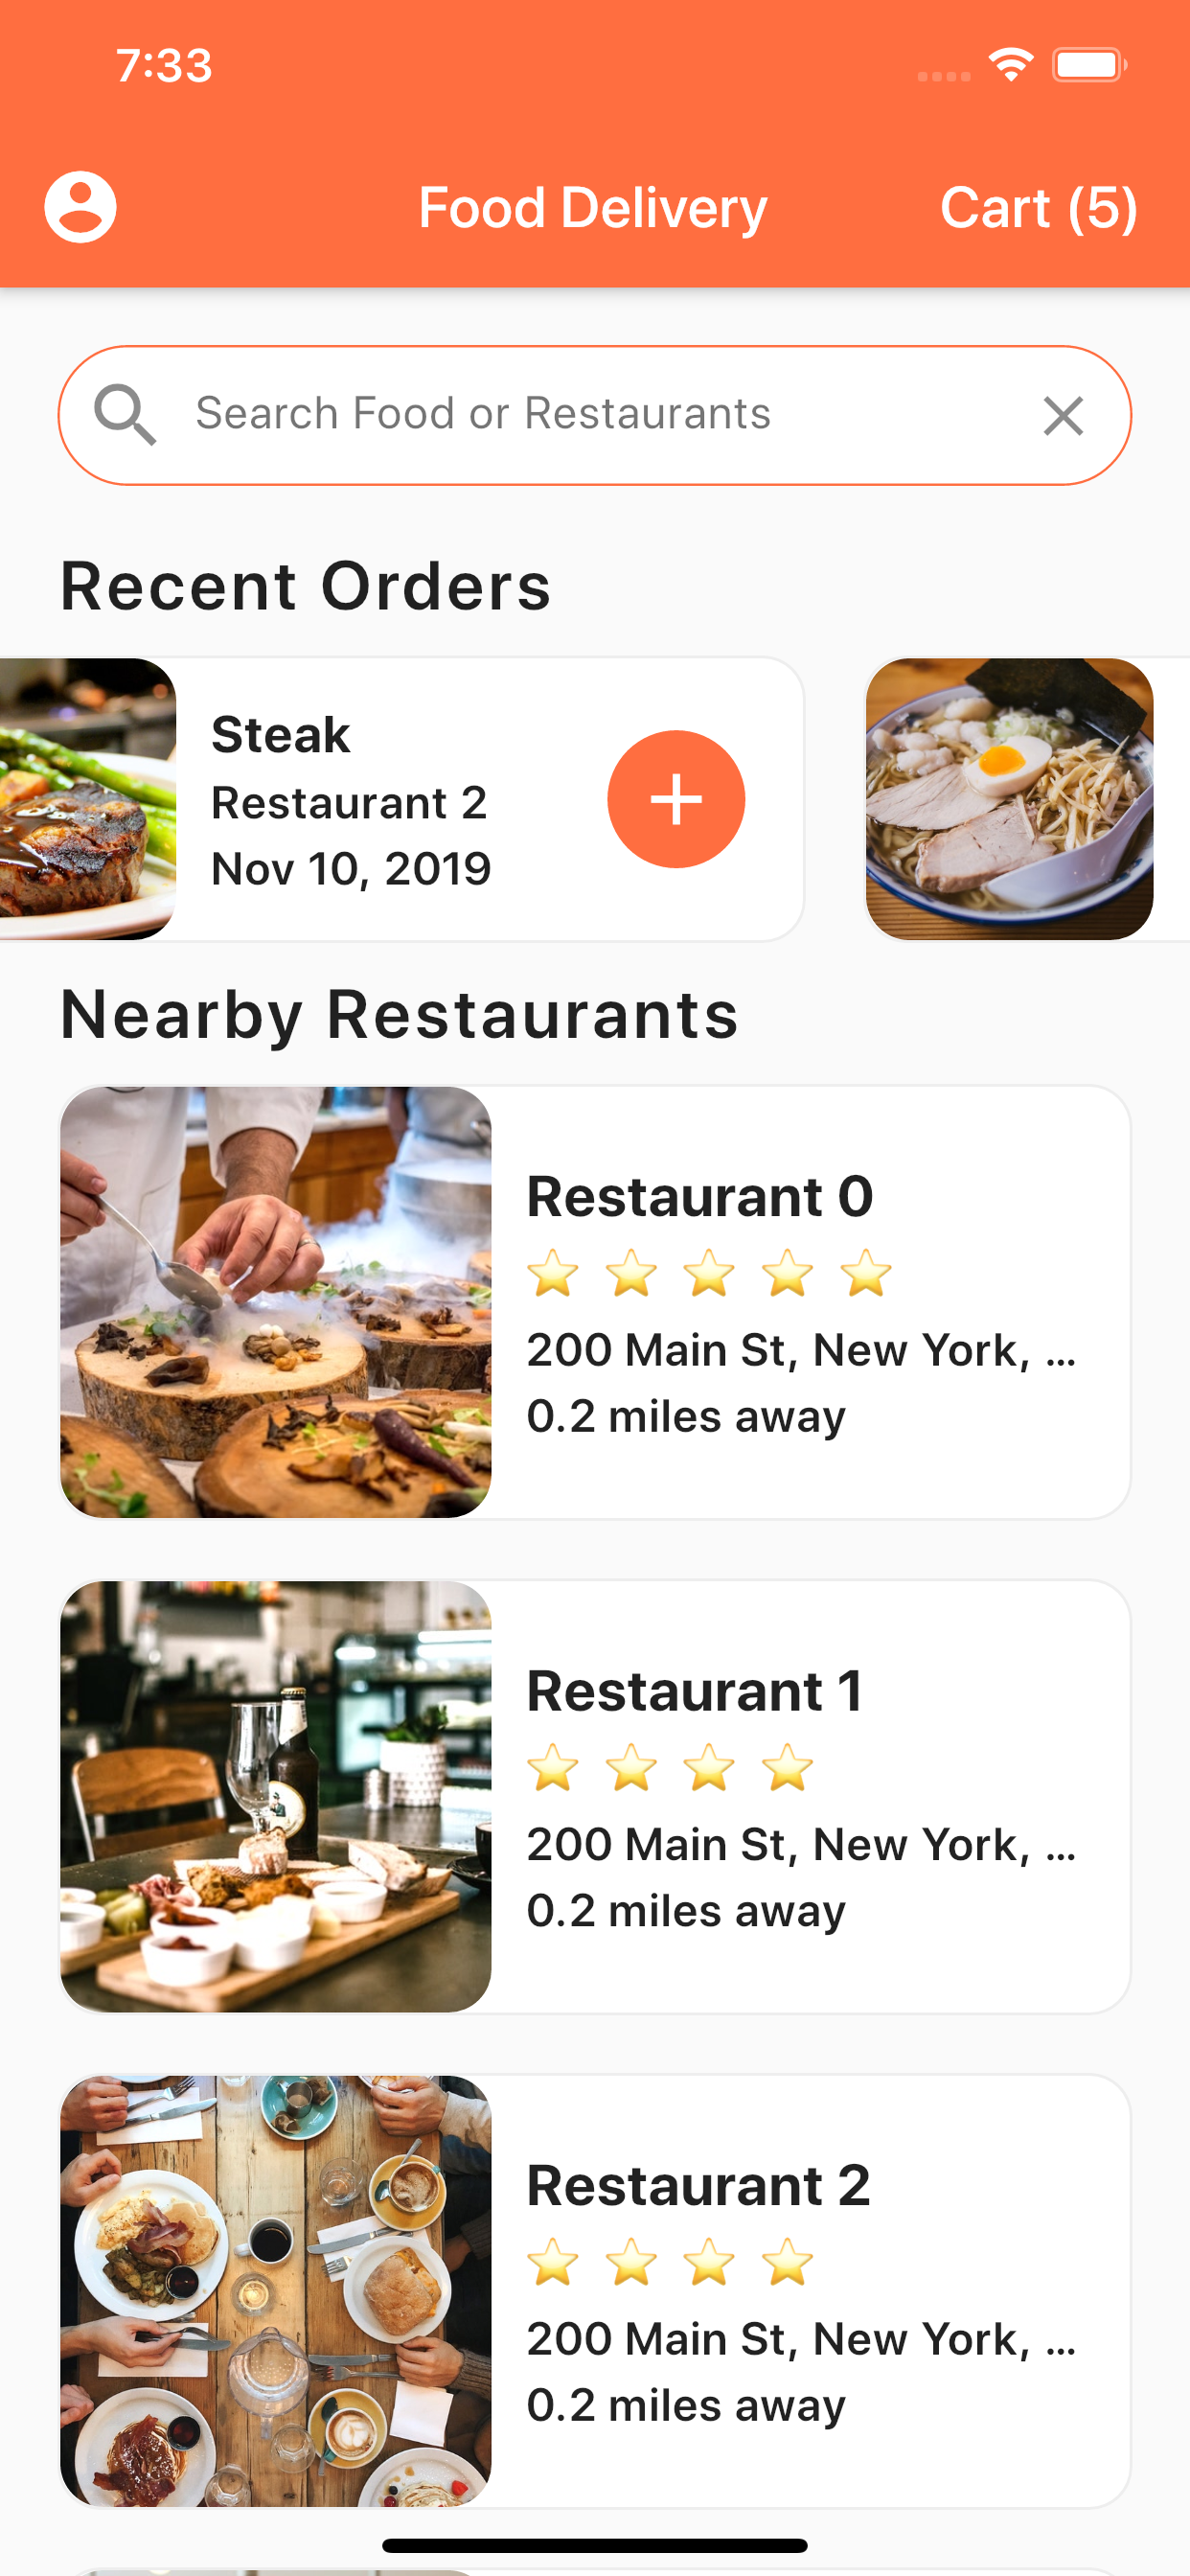 7:33
Food Delivery
Cart (5)
Search Food or Restaurants
Recent Orders
Steak
Restaurant 2
Nov 10, 2019
Nearby Restaurants
Restaurant 0
200 Main St, New York, ...
0.2 miles away
Restaurant 1
200 Main St, New York, ...
0.2 miles away
Restaurant 2
200 Main St, New York, ...
0.2 miles away